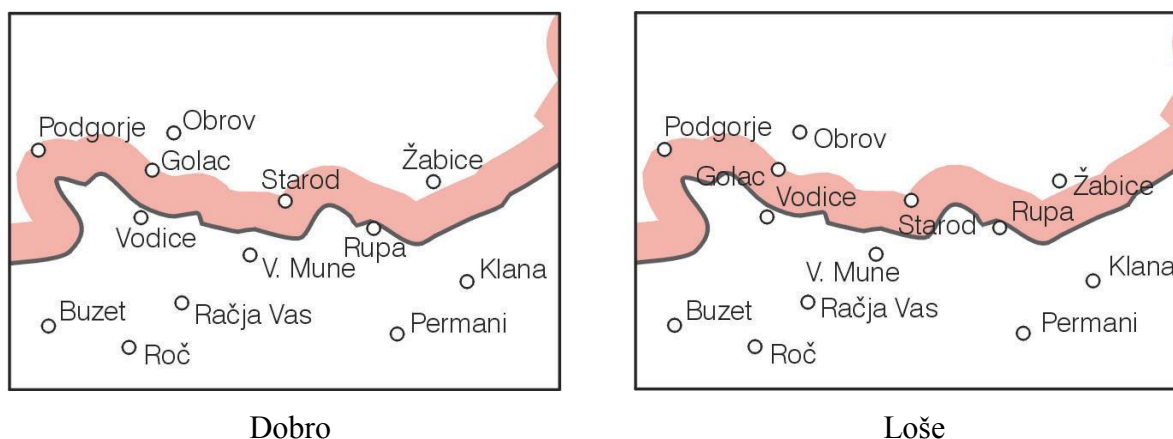 Podgorje
Obrov
Golac
Žabice
Starod
Vodice
Rupa
V. Mune
Klana
Buzet
Račja Vas
Permani
Roč
Dobro
Podgorje
Obrov
Golac
Žabice
Vodice
Starod
Rupa
V. Mune
Klana
Buzet
Račja Vas
Permani
Roč
Loše